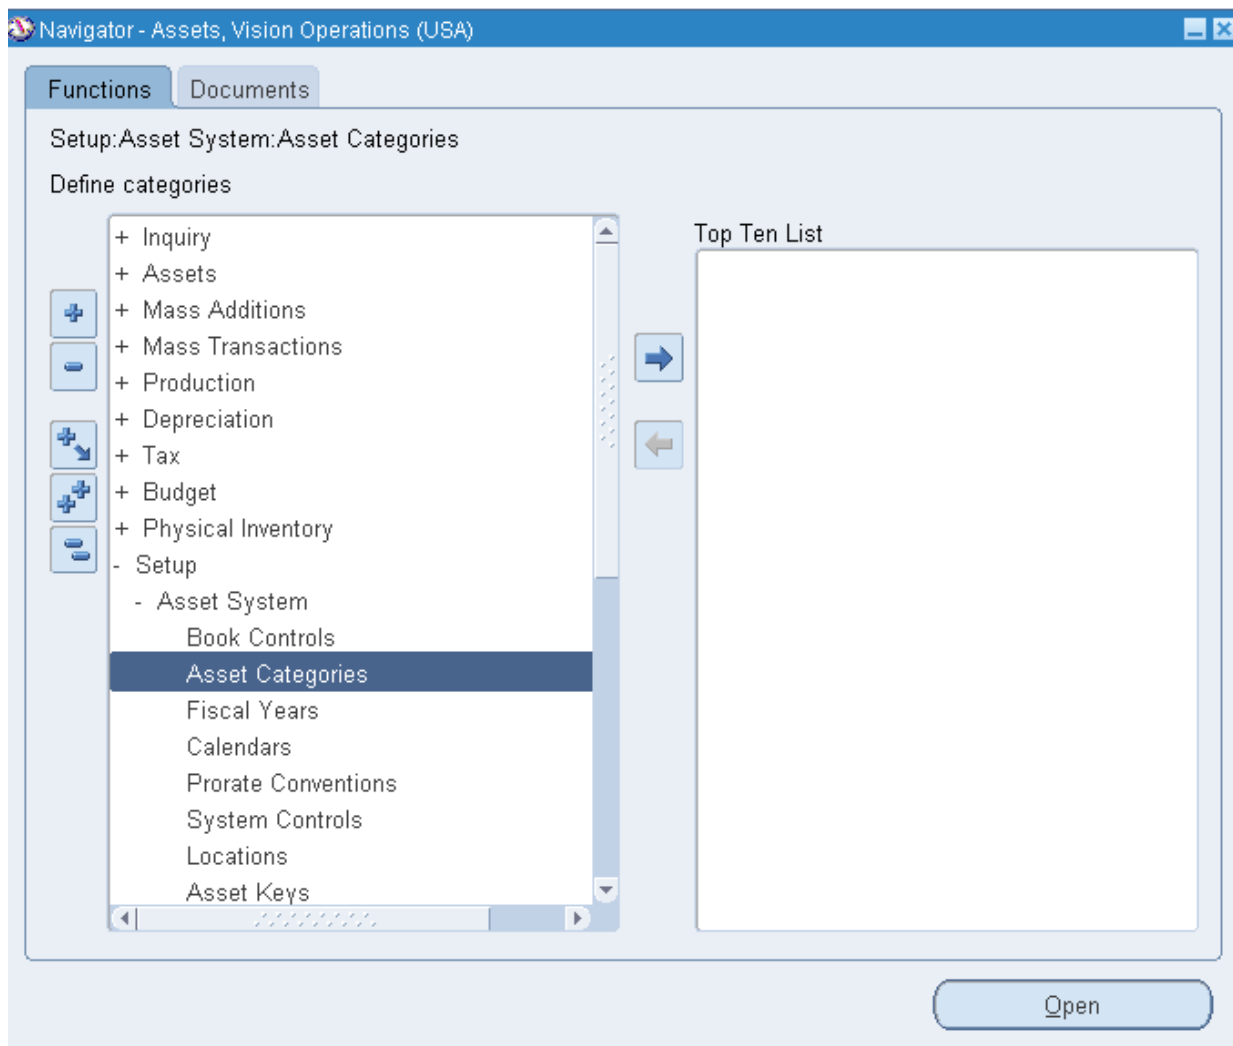 Navigator - Assets, Vision Operations (USA)
Functions Documents
Setup:Asset System:Asset Categories
Define categories
+ Inquiry
+ Assets
+ Mass Additions
+ Mass Transactions
+ Production
+ Depreciation
+ Tax
+ Budget
+ Physical Inventory
- Setup
- Asset System
Book Controls
Asset Categories
Fiscal Years
Calendars
Prorate Conventions
System Controls
Locations
Asset Keys
Top Ten List
Open